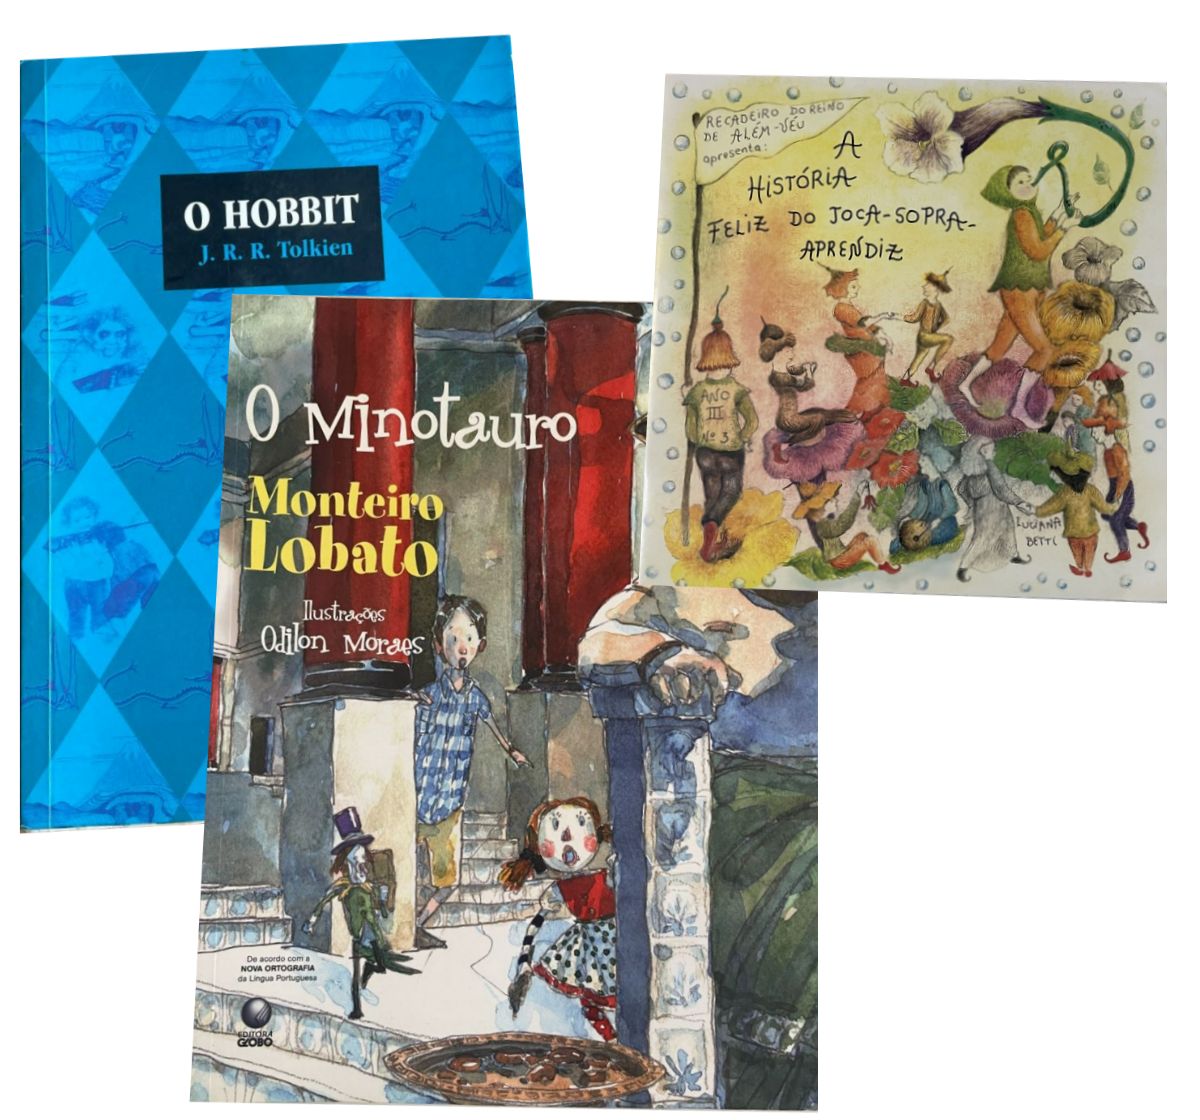 O HOBBIT
J. R. R. Tolkien
O Minotauro
Monteiro
Lobato
Ilustrações
Odilon Moraes
De acordo com a
NOVA ORTOGRAFIA
da Língua Portuguesa
EDITORA
GLOBO
RECADEIRO DO REINO
DE ALÉM-VÉU
apresenta:
A
HISTÓRIA
FELIZ DO JOCA-SOPRA-
APRENDIZ
ANO
III
Nº 3
LUCIANA
BETTI